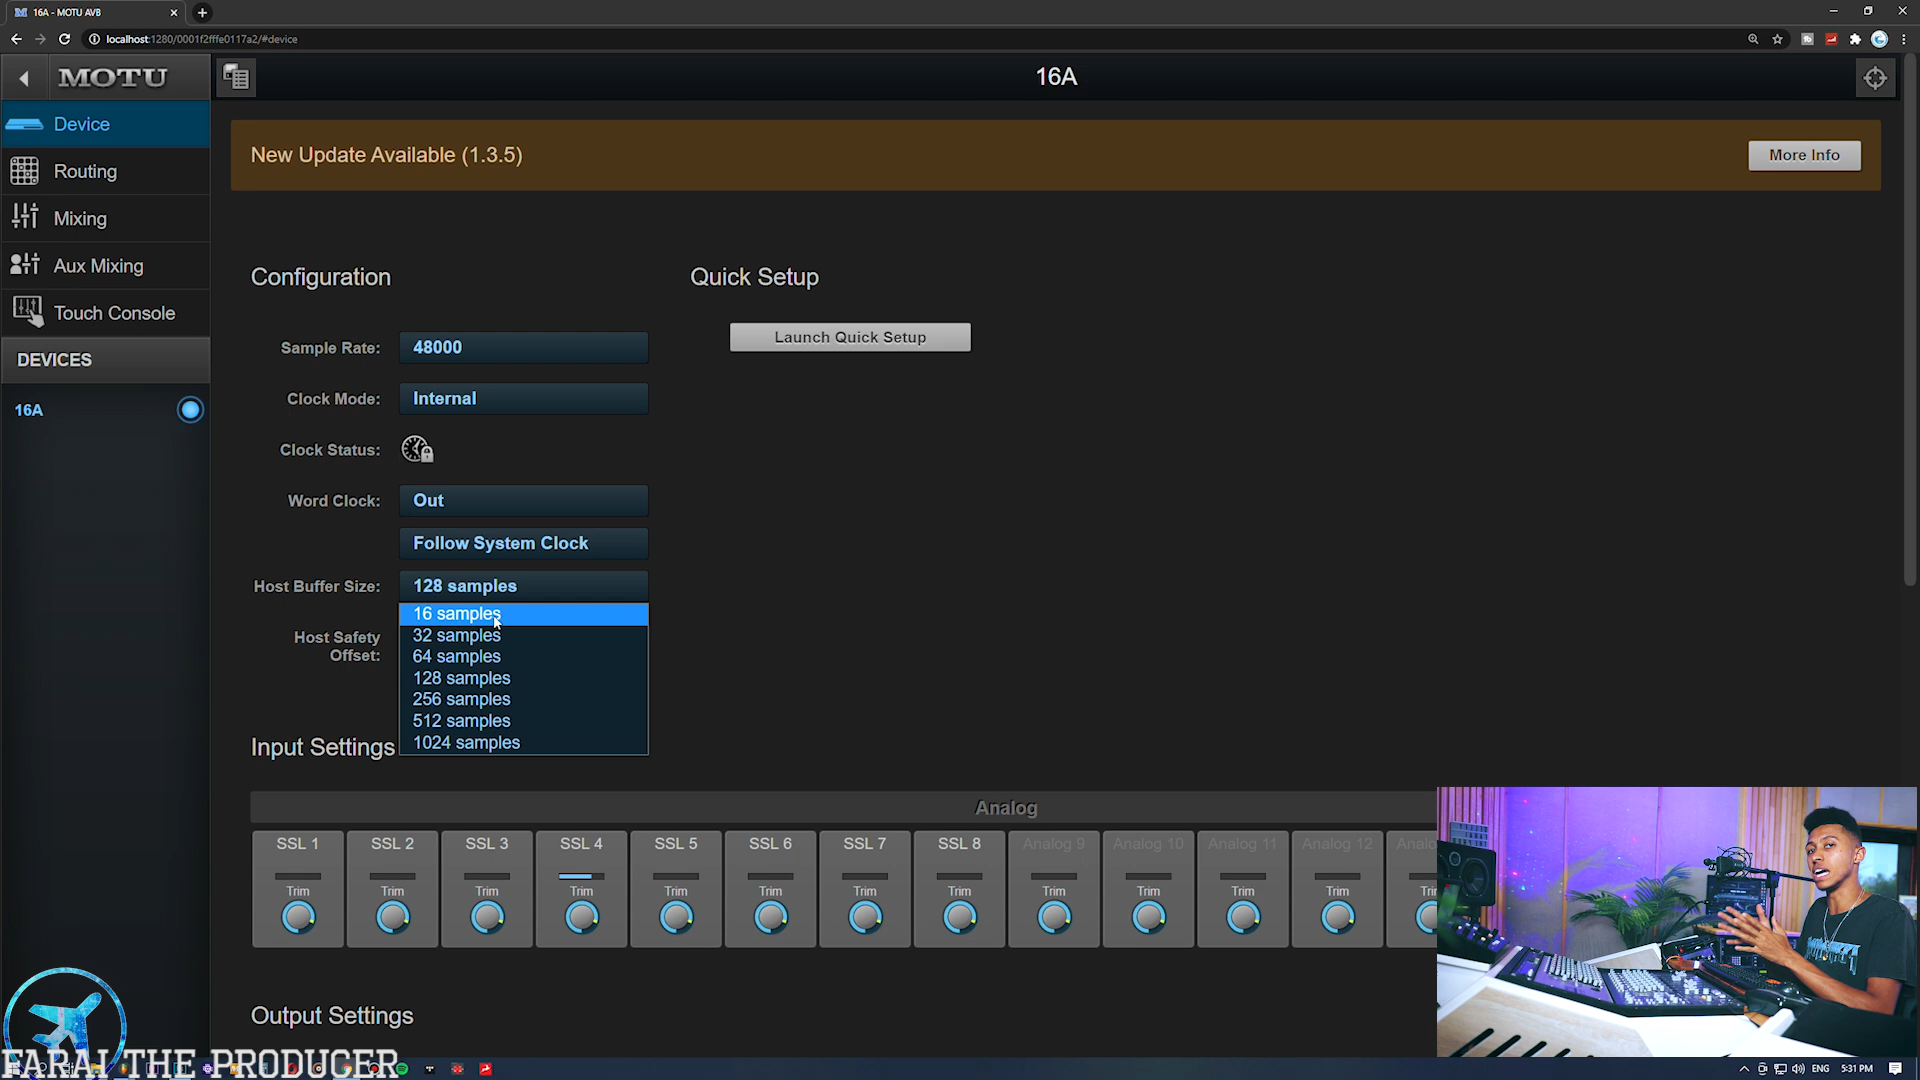 16A - MOTU AVB
localhost:1280/0001f2fffe0117a2/#device
MOTU
16A
Device
New Update Available (1.3.5)
More Info
Routing
Mixing
Aux Mixing
Touch Console
DEVICES
16A
Configuration
Quick Setup
Sample Rate: 48000
Launch Quick Setup
Clock Mode: Internal
Clock Status:
Word Clock: Out
Follow System Clock
Host Buffer Size: 128 samples
16 samples
32 samples
64 samples
128 samples
256 samples
512 samples
1024 samples
Host Safety
Offset:
Input Settings
Analog
SSL 1 SSL 2 SSL 3 SSL 4 SSL 5 SSL 6 SSL 7 SSL 8 Analog 9 Analog 10 Analog 11 Analog 12
Trim Trim Trim Trim Trim Trim Trim Trim Trim Trim Trim Trim
Output Settings
FARAI THE PRODUCER
ENG 5:31 PM